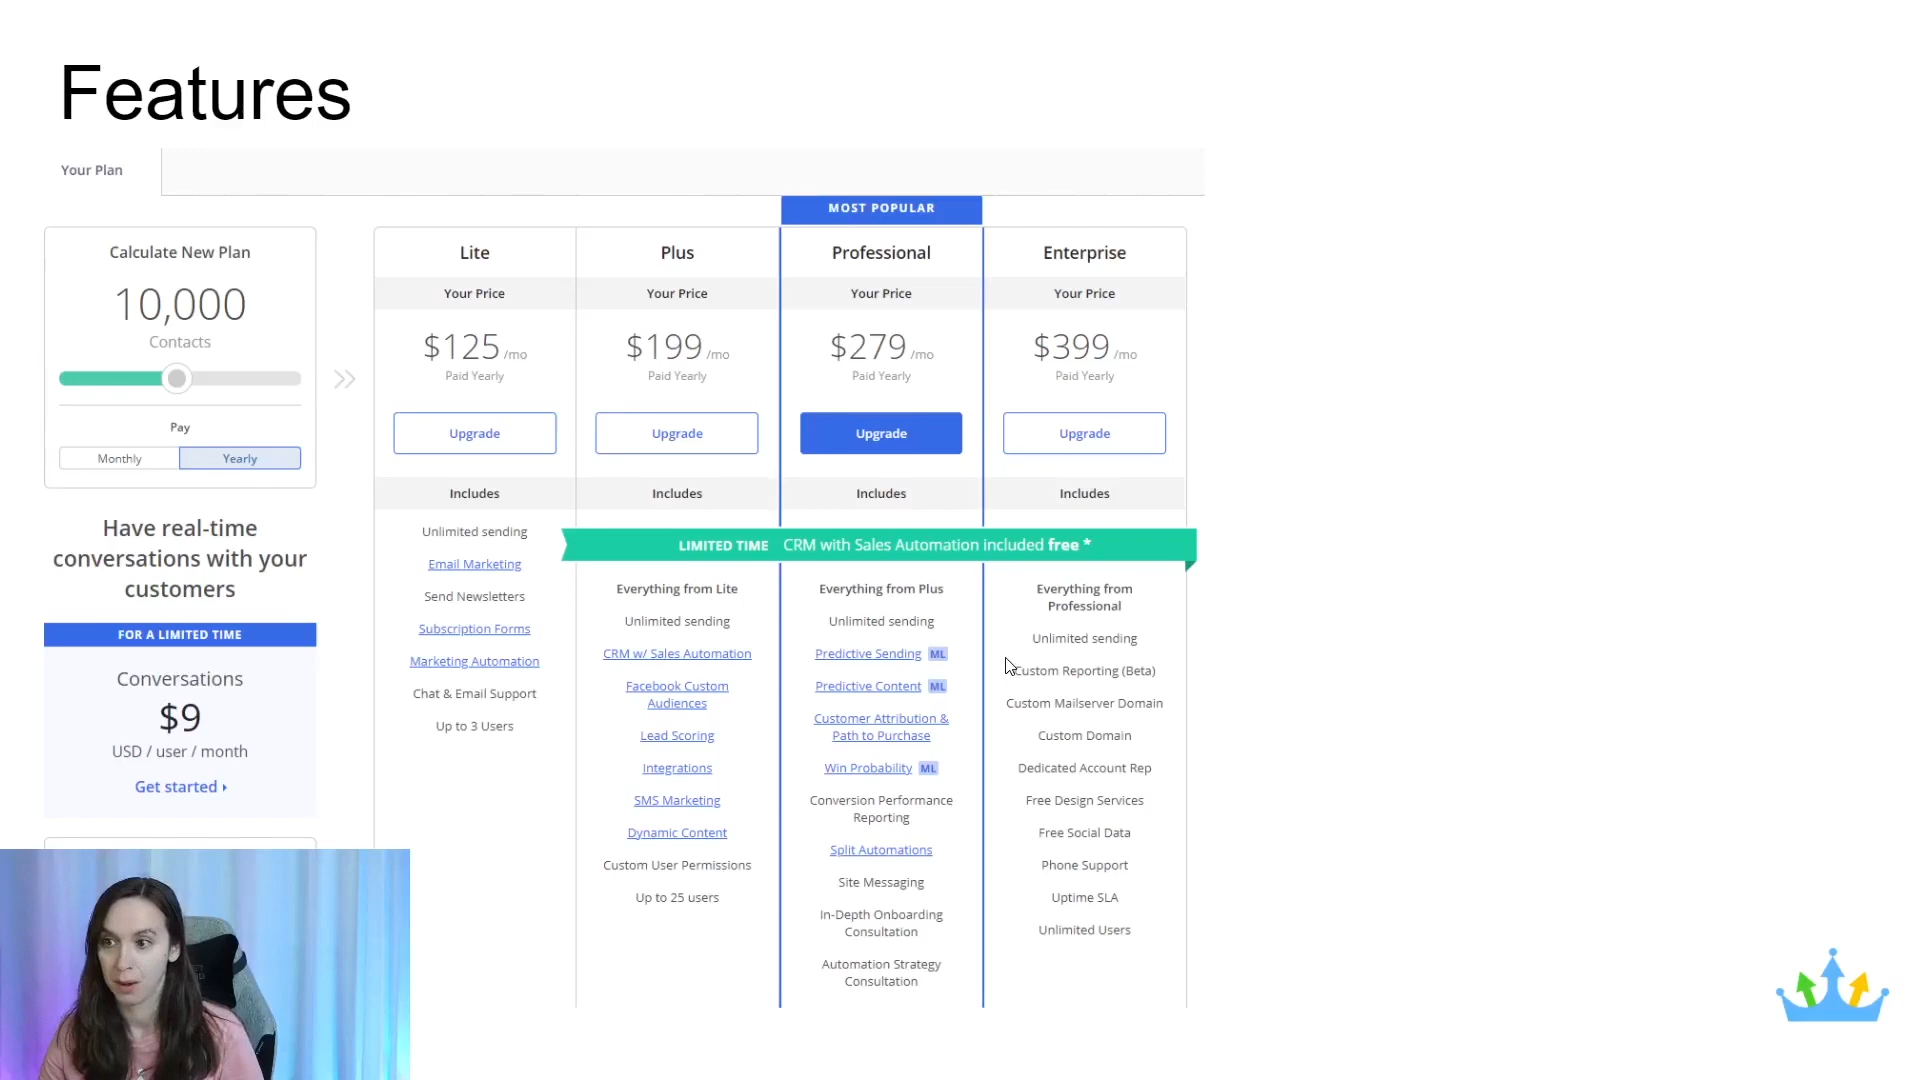 Features
Your Plan
Calculate New Plan
10,000
Contacts
Pay
Monthly
Yearly
Have real-time
conversations with your
customers
FOR A LIMITED TIME
Conversations
$9
USD / user / month
Get started
Lite
Your Price
$125 /mo
Paid Yearly
Upgrade
Includes
Unlimited sending
Email Marketing
Send Newsletters
Subscription Forms
Marketing Automation
Chat & Email Support
Up to 3 Users
Plus
Your Price
$199 /mo
Paid Yearly
Upgrade
Includes
LIMITED TIME CRM with Sales Automation included free *
Everything from Lite
Unlimited sending
CRM w/ Sales Automation
Facebook Custom
Audiences
Lead Scoring
Integrations
SMS Marketing
Dynamic Content
Custom User Permissions
Up to 25 users
MOST POPULAR
Professional
Your Price
$279 /mo
Paid Yearly
Upgrade
Includes
Everything from Plus
Unlimited sending
Predictive Sending ML
Predictive Content ML
Customer Attribution &
Path to Purchase
Win Probability ML
Conversion Performance
Reporting
Split Automations
Site Messaging
In-Depth Onboarding
Consultation
Automation Strategy
Consultation
Enterprise
Your Price
$399 /mo
Paid Yearly
Upgrade
Includes
Everything from
Professional
Unlimited sending
Custom Reporting (Beta)
Custom Mailserver Domain
Custom Domain
Dedicated Account Rep
Free Design Services
Free Social Data
Phone Support
Uptime SLA
Unlimited Users